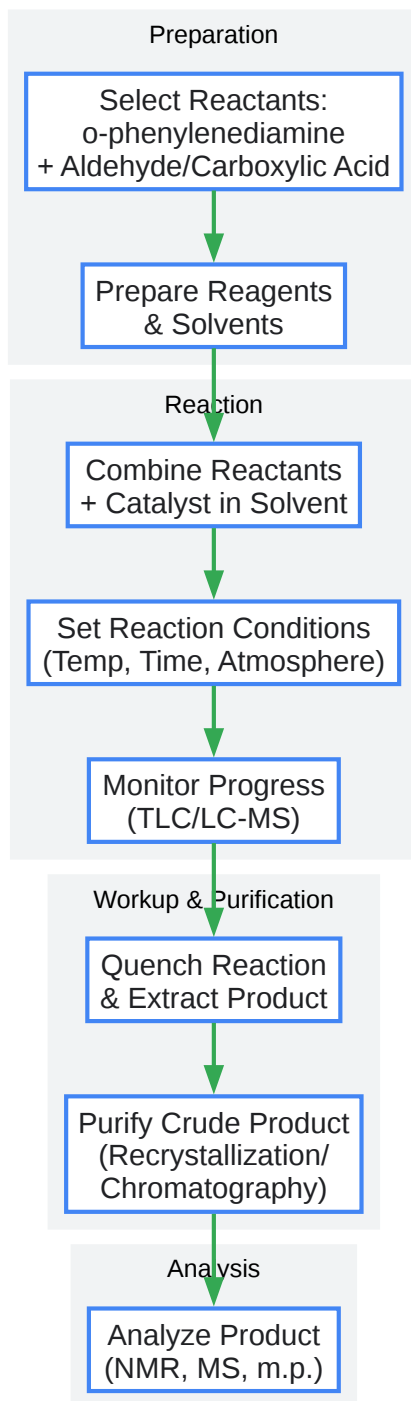 Preparation
Select Reactants:
o-phenylenediamine
+ Aldehyde/Carboxylic Acid
Prepare Reagents
& Solvents
Reaction
Combine Reactants
+ Catalyst in Solvent
Set Reaction Conditions
(Temp, Time, Atmosphere)
Monitor Progress
(TLC/LC-MS)
Workup & Purification
Quench Reaction
& Extract Product
Purify Crude Product
(Recrystallization/
Chromatography)
Analysis
Analyze Product
(NMR, MS, m.p.)